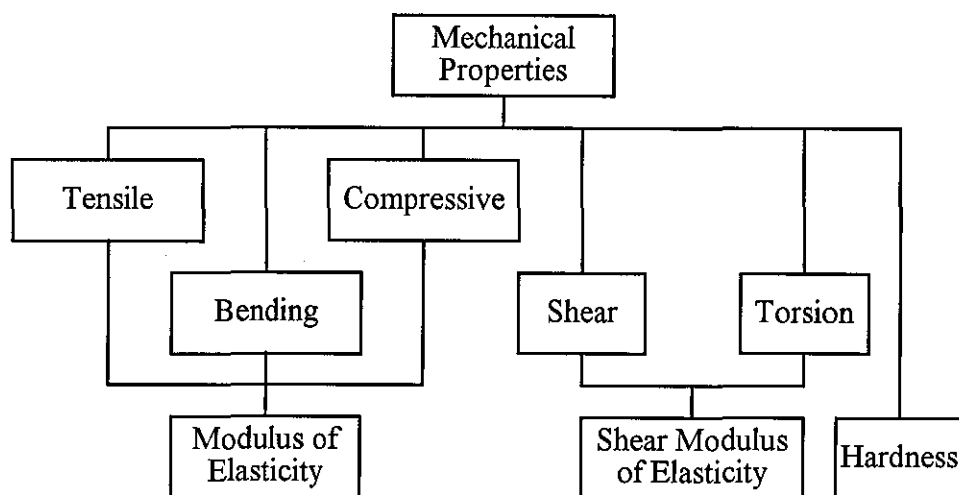 Mechanical
Properties
Tensile
Compressive
Bending
Shear
Torsion
Modulus of
Elasticity
Shear Modulus
of Elasticity
Hardness